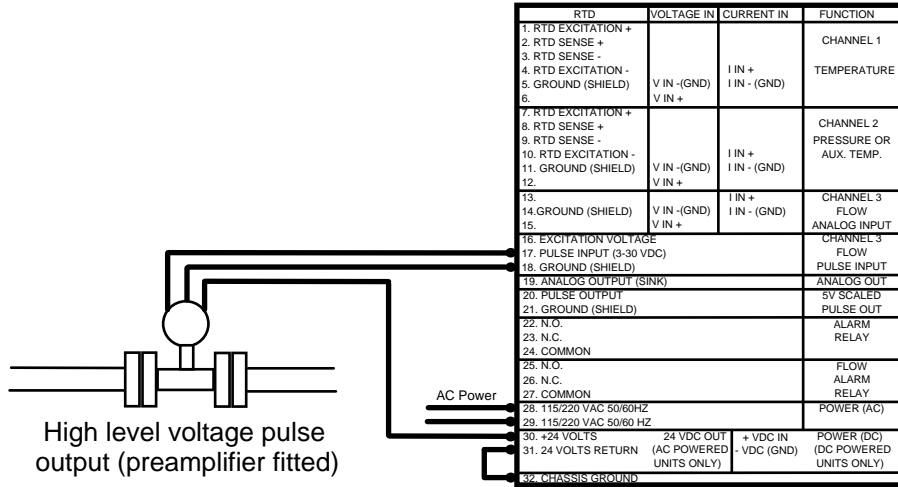 RTD VOLTAGE IN CURRENT IN FUNCTION
1. RTD EXCITATION +
2. RTD SENSE + CHANNEL 1
3. RTD SENSE -
4. RTD EXCITATION - I IN + TEMPERATURE
5. GROUND (SHIELD) V IN -(GND) I IN - (GND)
6. V IN +
7. RTD EXCITATION +
8. RTD SENSE + CHANNEL 2
9. RTD SENSE - PRESSURE OR
10. RTD EXCITATION - I IN + AUX. TEMP.
11. GROUND (SHIELD) V IN -(GND) I IN - (GND)
12. V IN +
13. I IN + CHANNEL 3
14.GROUND (SHIELD) V IN -(GND) I IN - (GND) FLOW
15. V IN + ANALOG INPUT
16. EXCITATION VOLTAGE CHANNEL 3
17. PULSE INPUT (3-30 VDC) FLOW
18. GROUND (SHIELD) PULSE INPUT
19. ANALOG OUTPUT (SINK) ANALOG OUT
20. PULSE OUTPUT 5V SCALED
21. GROUND (SHIELD) PULSE OUT
22. N.O. ALARM
23. N.C. RELAY
24. COMMON
25. N.O. FLOW
26. N.C. ALARM
27. COMMON RELAY
AC Power
28. 115/220 VAC 50/60HZ POWER (AC)
29. 115/220 VAC 50/60 HZ
30. +24 VOLTS 24 VDC OUT + VDC IN POWER (DC)
31. 24 VOLTS RETURN (AC POWERED - VDC (GND) (DC POWERED
UNITS ONLY) UNITS ONLY)
32. CHASSIS GROUND
High level voltage pulse
output (preamplifier fitted)